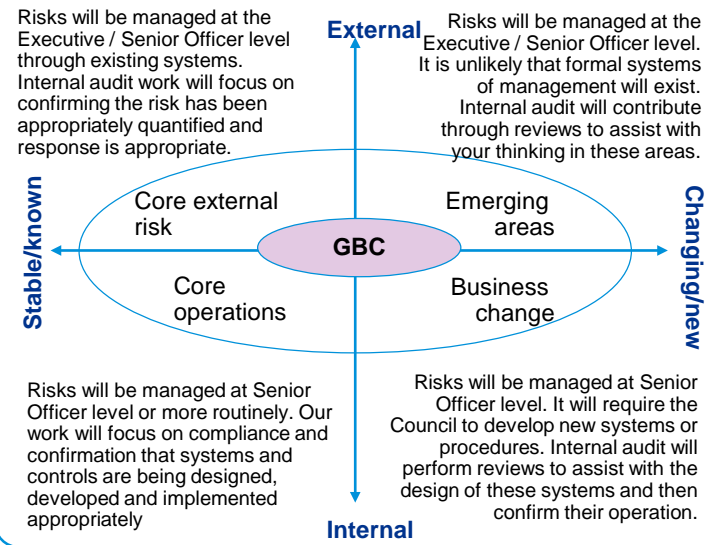 Risks will be managed at the
Executive / Senior Officer level
through existing systems.
Internal audit work will focus on
confirming the risk has been
appropriately quantified and
response is appropriate.
External
Risks will be managed at the
Executive / Senior Officer level.
It is unlikely that formal systems
of management will exist.
Internal audit will contribute
through reviews to assist with
your thinking in these areas.
Stable/known
Core external
risk
Emerging
areas
GBC
Core
operations
Business
change
Changing/new
Risks will be managed at Senior
Officer level or more routinely. Our
work will focus on compliance and
confirmation that systems and
controls are being designed,
developed and implemented
appropriately
Risks will be managed at Senior
Officer level. It will require the
Council to develop new systems or
procedures. Internal audit will
perform reviews to assist with the
design of these systems and then
confirm their operation.
Internal